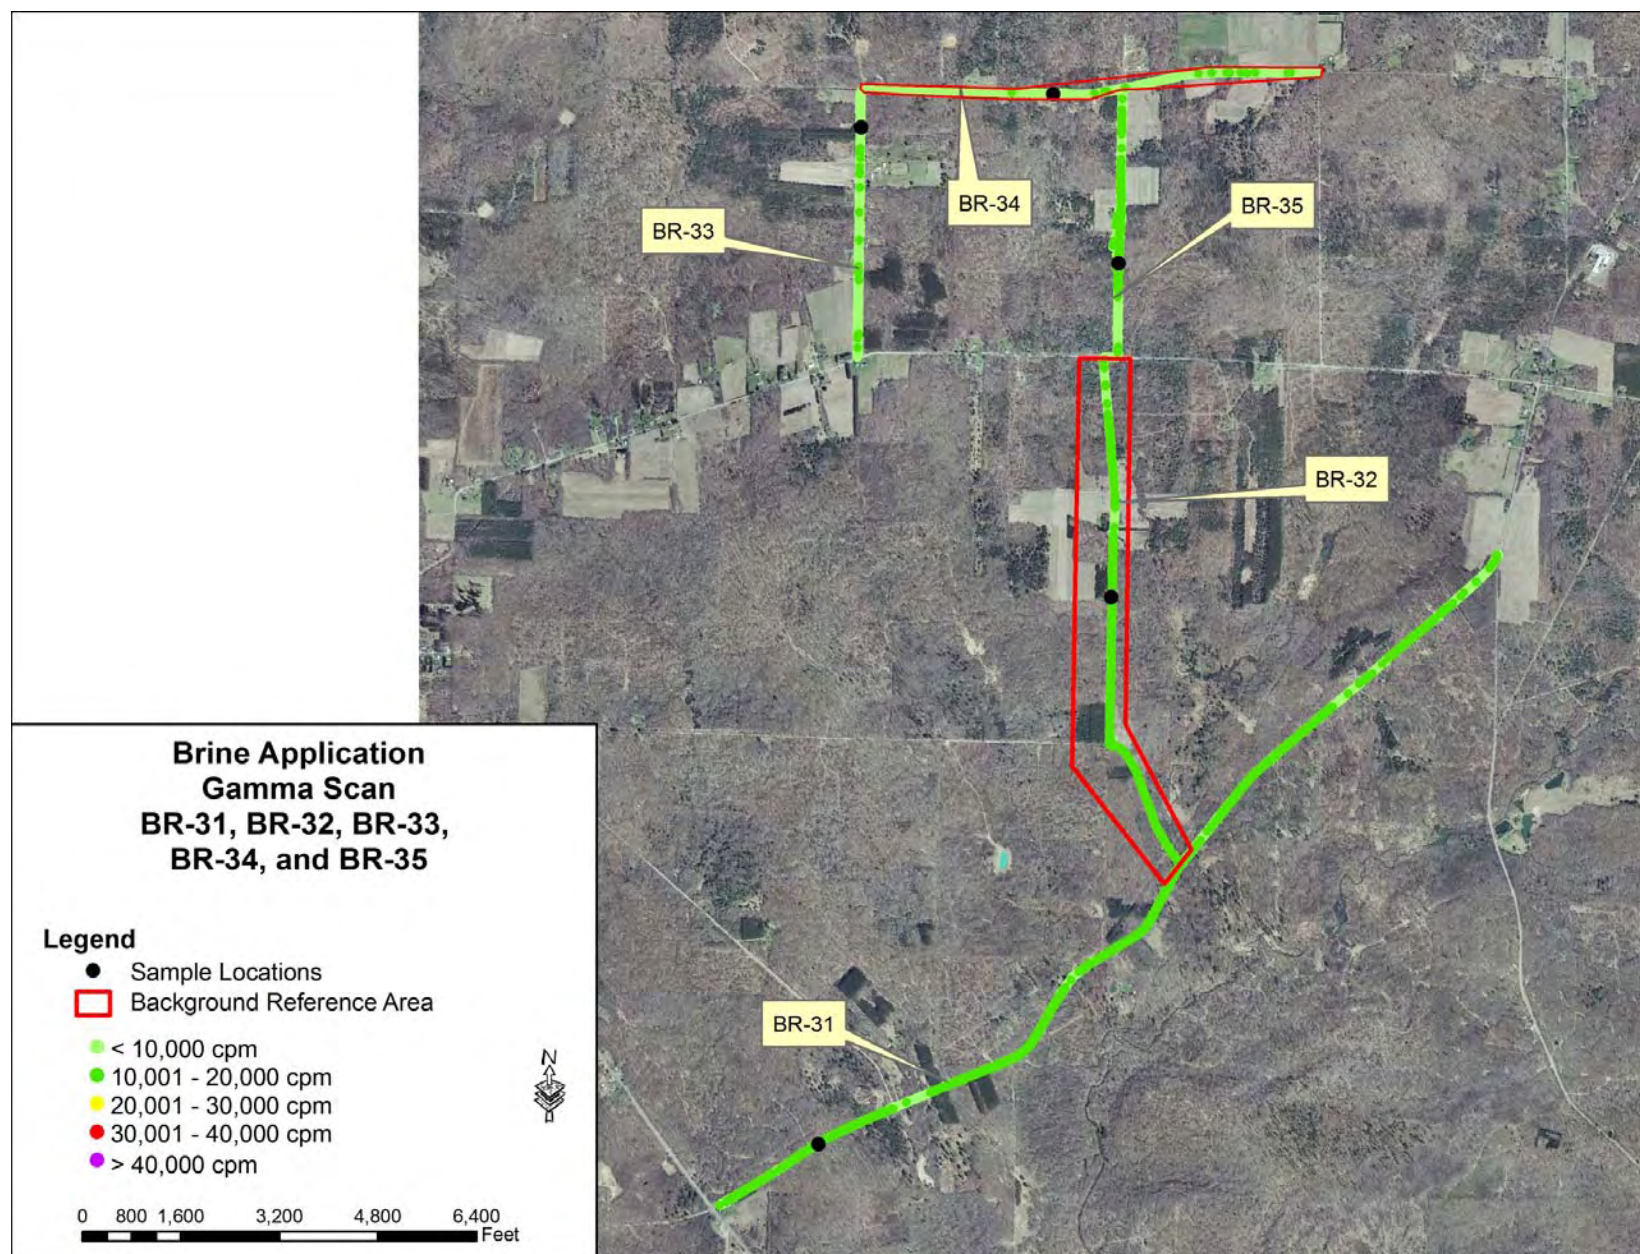 BR-34
BR-35
BR-33
BR-32
BR-31
Brine Application
Gamma Scan
BR-31, BR-32, BR-33,
BR-34, and BR-35
Legend
Sample Locations
Background Reference Area
< 10,000 cpm
10,001 - 20,000 cpm
20,001 - 30,000 cpm
30,001 - 40,000 cpm
> 40,000 cpm
N
0 800 1,600 3,200 4,800 6,400
Feet